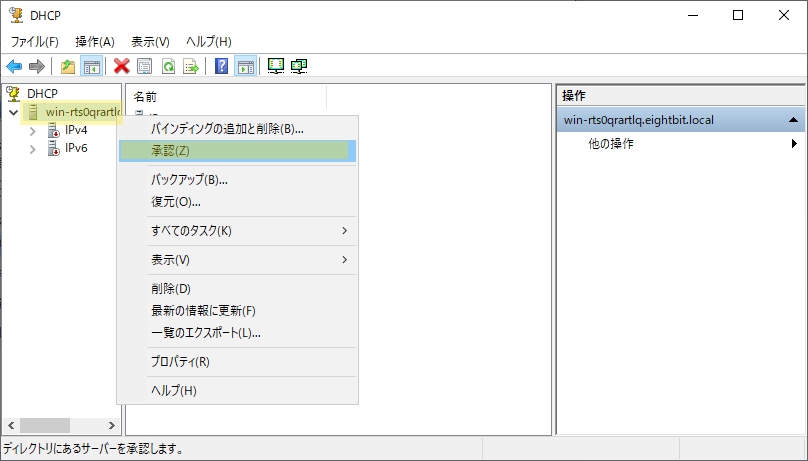 DHCP
ファイル(F) 操作(A) 表示(V) ヘルプ(H)
DHCP
win-rts0qrartlq
IPv4
IPv6
名前
バインディングの追加と削除(B)...
承認(Z)
バックアップ(B)...
復元(O)...
すべてのタスク(K)
表示(V)
削除(D)
最新の情報に更新(F)
一覧のエクスポート(L)...
プロパティ(R)
ヘルプ(H)
操作
win-rts0qrartlq.eightbit.local
他の操作
ディレクトリにあるサーバーを承認します。